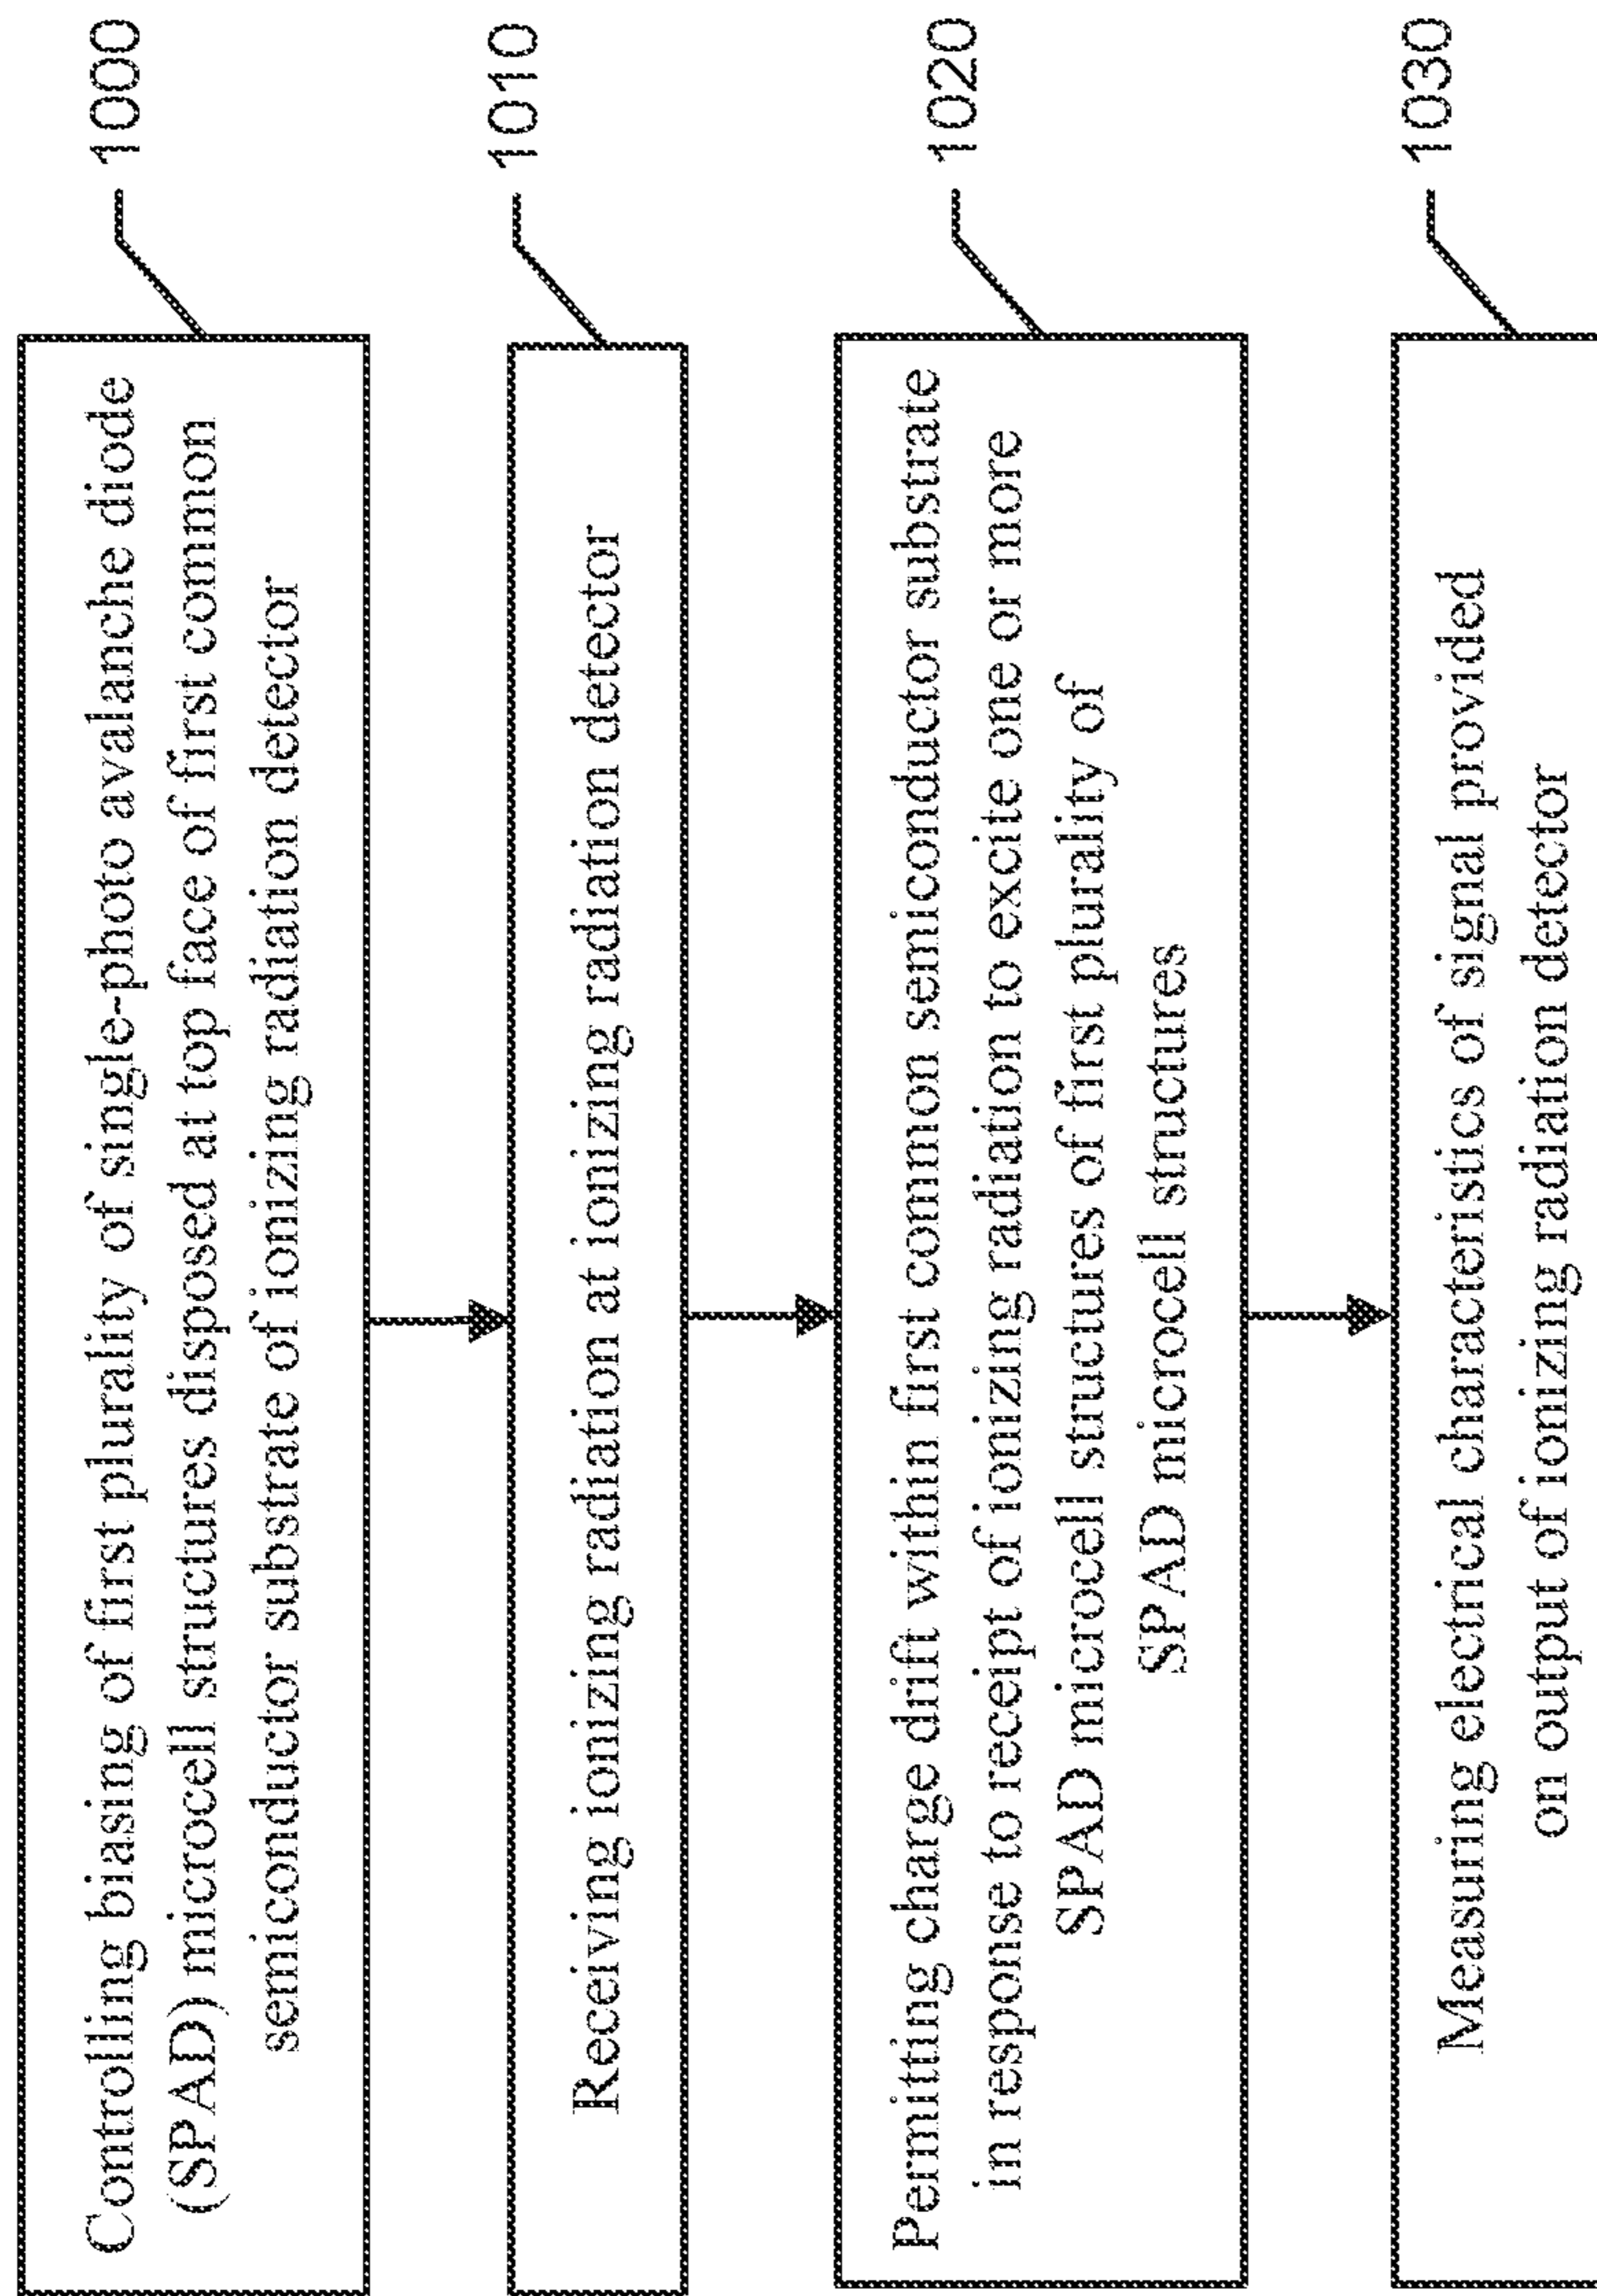 Controlling biasing of first plurality of single-photo avalanche diode
(SPAD) microcell structures disposed at top face of first common
semiconductor substrate of ionizing radiation detector
1000
Receiving ionizing radiation at ionizing radiation detector
1010
Permitting charge drift within first common semiconductor substrate
in response to receipt of ionizing radiation to excite one or more
SPAD microcell structures of first plurality of
SPAD microcell structures
1020
Measuring electrical characteristics of signal provided
on output of ionizing radiation detector
1030